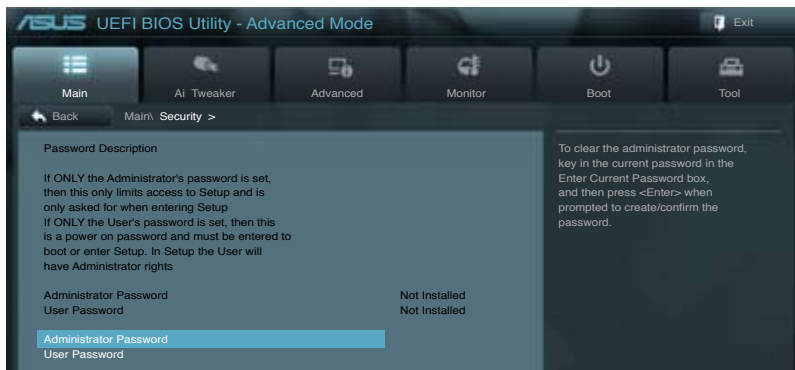 ASUS UEFI BIOS Utility - Advanced Mode
Exit
Main
Ai Tweaker
Advanced
Monitor
Boot
Tool
Back
Main\ Security >
Password Description
If ONLY the Administrator's password is set,
then this only limits access to Setup and is
only asked for when entering Setup
If ONLY the User's password is set, then this
is a power on password and must be entered to
boot or enter Setup. In Setup the User will
have Administrator rights
Administrator Password Not Installed
User Password Not Installed
Administrator Password
User Password
To clear the administrator password,
key in the current password in the
Enter Current Password box,
and then press <Enter> when
prompted to create/confirm the
password.